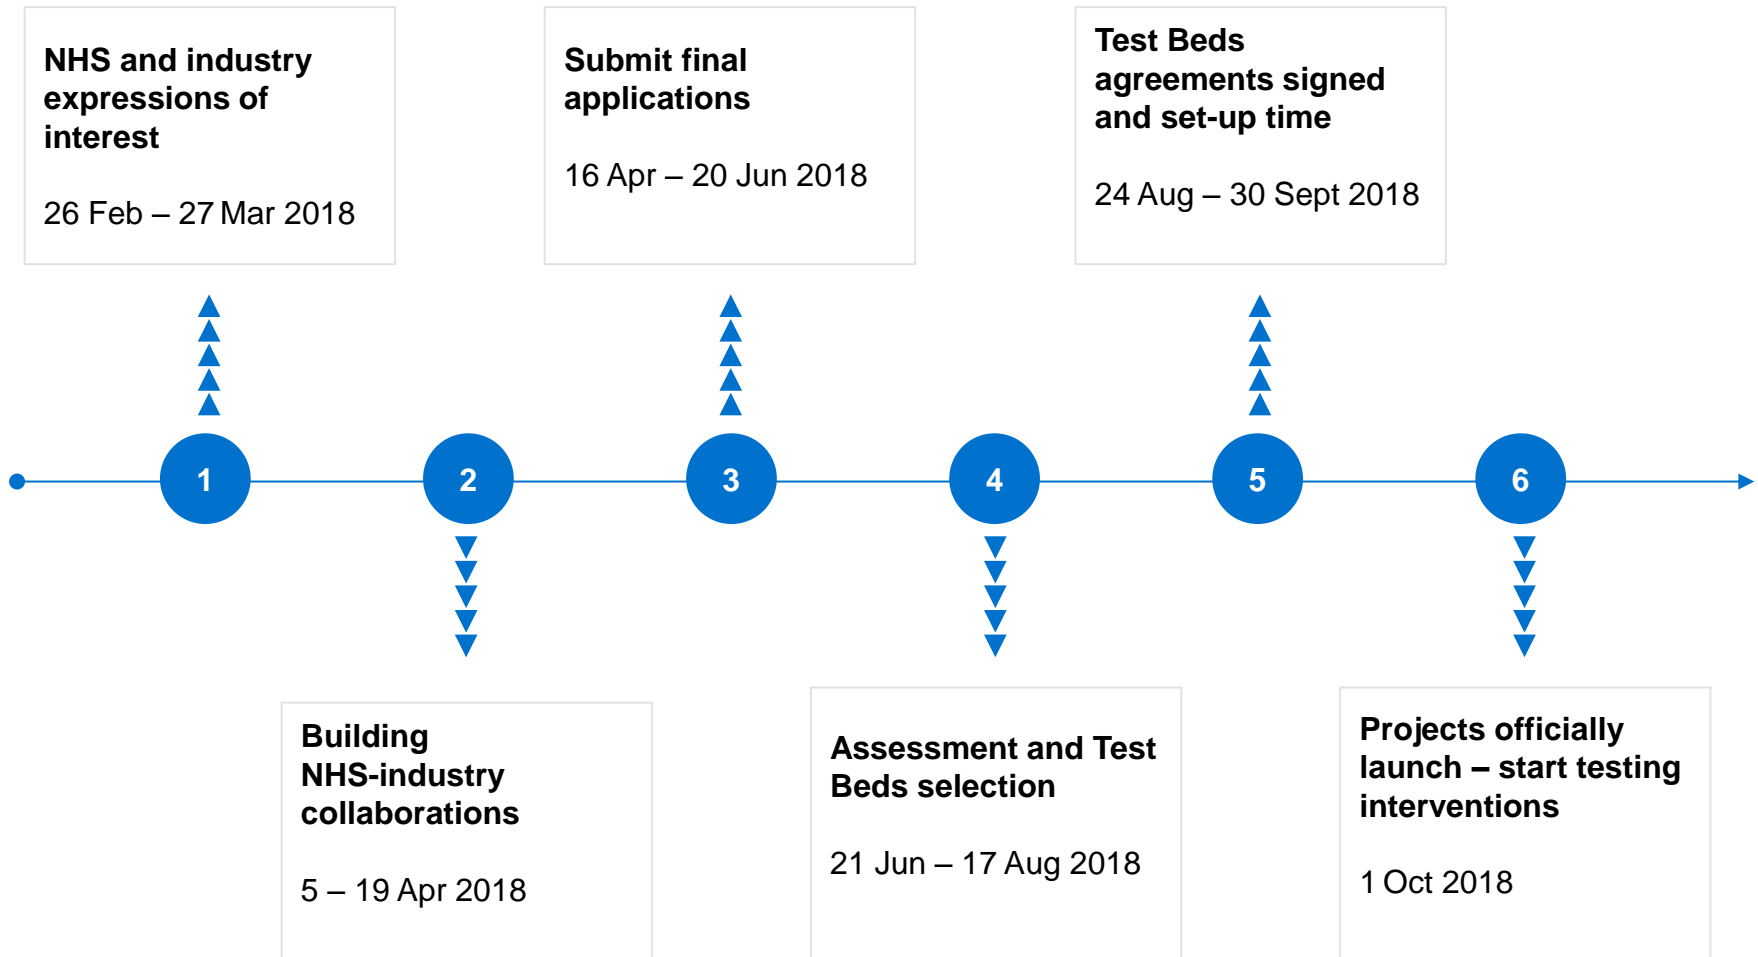 NHS and industry
expressions of
interest
26 Feb – 27 Mar 2018
Submit final
applications
16 Apr – 20 Jun 2018
Test Beds
agreements signed
and set-up time
24 Aug – 30 Sept 2018
1
2
3
4
5
6
Building
NHS-industry
collaborations
5 – 19 Apr 2018
Assessment and Test
Beds selection
21 Jun – 17 Aug 2018
Projects officially
launch – start testing
interventions
1 Oct 2018